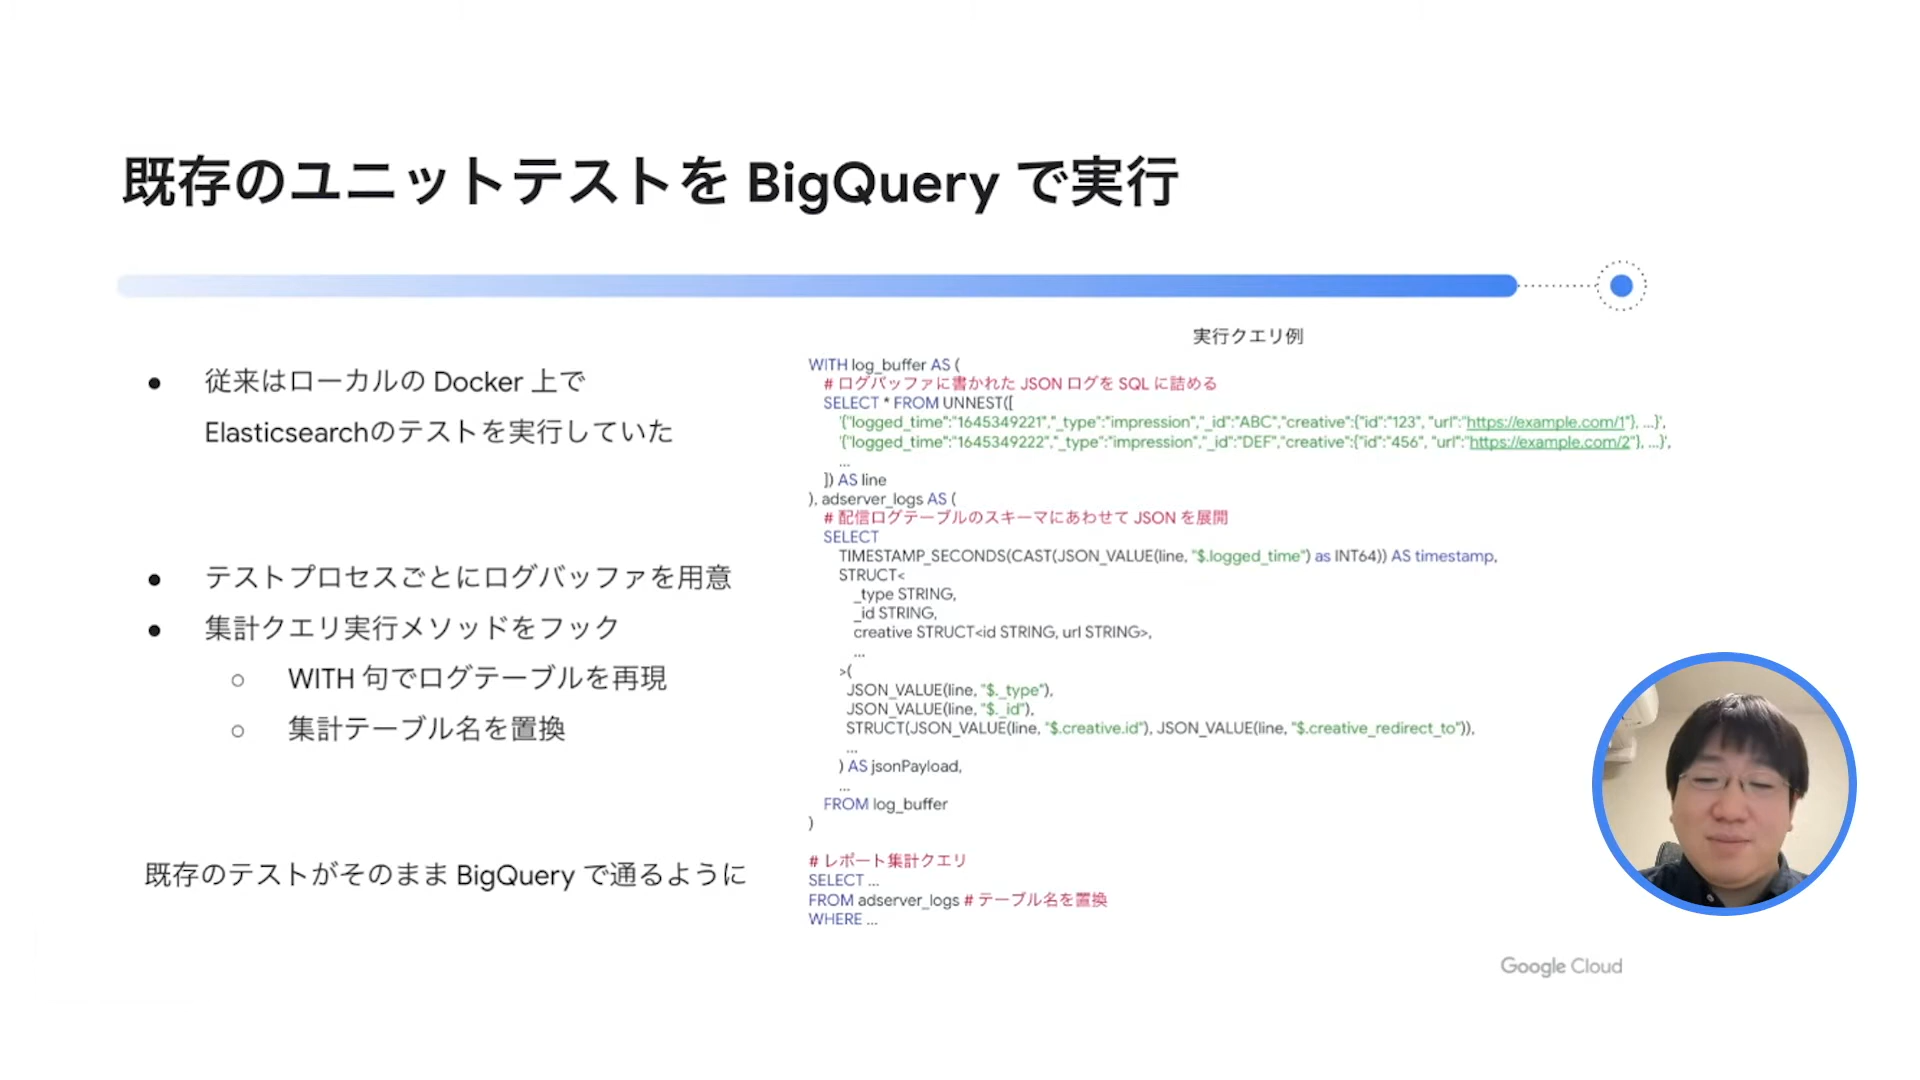 既存のユニットテストを BigQuery で実行
● 従来はローカルの Docker 上で
Elasticsearchのテストを実行していた
● テストプロセスごとにログバッファを用意
● 集計クエリ実行メソッドをフック
○ WITH 句でログテーブルを再現
○ 集計テーブル名を置換
既存のテストがそのまま BigQuery で通るように
実行クエリ例
WITH log_buffer AS (
# ログバッファに書かれた JSON ログを SQL に詰める
SELECT * FROM UNNEST([
'{"logged_time":"1645349221","_type":"impression","_id":"ABC","creative":{"id":"123", "url":"https://example.com/1"}, ...}',
'{"logged_time":"1645349222","_type":"impression","_id":"DEF","creative":{"id":"456", "url":"https://example.com/2"}, ...}',
...
]) AS line
), adserver_logs AS (
# 配信ログテーブルのスキーマにあわせて JSON を展開
SELECT
TIMESTAMP_SECONDS(CAST(JSON_VALUE(line, "$.logged_time") as INT64)) AS timestamp,
STRUCT<
_type STRING,
_id STRING,
creative STRUCT<id STRING, url STRING>,
...
>(
JSON_VALUE(line, "$._type"),
JSON_VALUE(line, "$._id"),
STRUCT(JSON_VALUE(line, "$.creative.id"), JSON_VALUE(line, "$.creative_redirect_to")),
...
) AS jsonPayload,
...
FROM log_buffer
)
# レポート集計クエリ
SELECT ...
FROM adserver_logs # テーブル名を置換
WHERE ...
Google Cloud